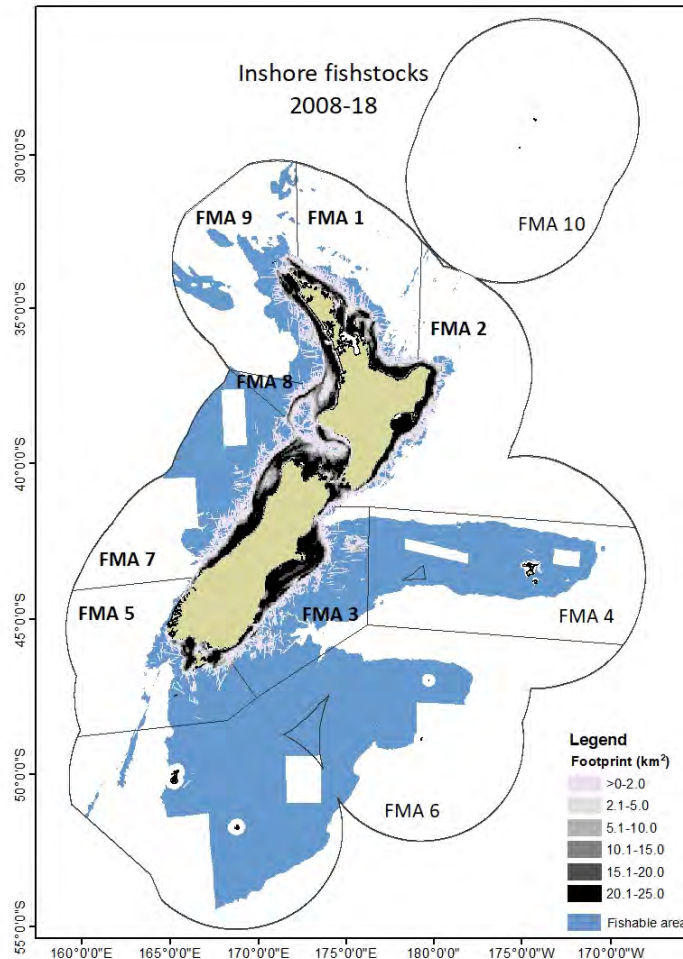 Inshore fishstocks
2008-18
30°0'0"S
FMA 9
FMA 1
FMA 10
35°0'0"S
FMA 2
FMA 8
40°0'0"S
FMA 7
FMA 5
FMA 3
FMA 4
45°0'0"S
Legend
Footprint (km²)
>0-2.0
2.1-5.0
5.1-10.0
10.1-15.0
15.1-20.0
20.1-25.0
Fishable area
50°0'0"S
FMA 6
55°0'0"S
160°0'0"E
165°0'0"E
170°0'0"E
175°0'0"E
180°0'0"
175°0'0"W
170°0'0"W